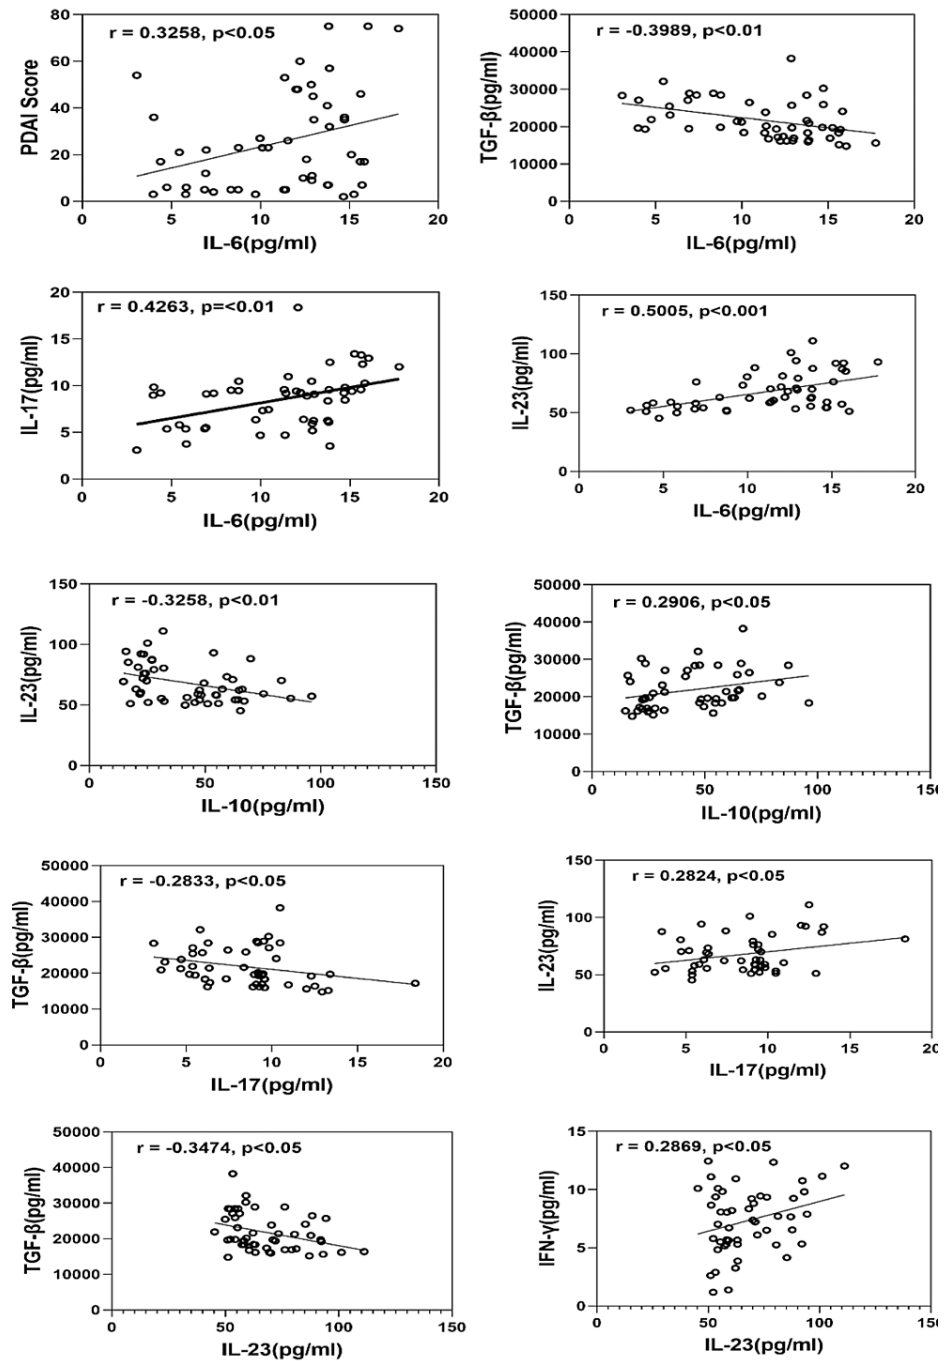 80
r = 0.3258, p<0.05
60
40
20
0
PDAI Score
0 5 10 15 20
IL-6(pg/ml)
50000
r = -0.3989, p<0.01
40000
30000
20000
10000
0
TGF-β(pg/ml)
0 5 10 15 20
IL-6(pg/ml)
20
r = 0.4263, p=<0.01
15
10
5
0
IL-17(pg/ml)
0 5 10 15 20
IL-6(pg/ml)
150
r = 0.5005, p<0.001
100
50
0
IL-23(pg/ml)
0 5 10 15 20
IL-6(pg/ml)
150
r = -0.3258, p<0.01
100
50
0
IL-23(pg/ml)
0 50 100 150
IL-10(pg/ml)
50000
r = 0.2906, p<0.05
40000
30000
20000
10000
0
TGF-β(pg/ml)
0 50 100 150
IL-10(pg/ml)
50000
r = -0.2833, p<0.05
40000
30000
20000
10000
0
TGF-β(pg/ml)
0 5 10 15 20
IL-17(pg/ml)
150
r = 0.2824, p<0.05
100
50
0
IL-23(pg/ml)
0 5 10 15 20
IL-17(pg/ml)
50000
r = -0.3474, p<0.05
40000
30000
20000
10000
0
TGF-β(pg/ml)
0 50 100 150
IL-23(pg/ml)
15
r = 0.2869, p<0.05
10
5
0
IFN-γ(pg/ml)
0 50 100 150
IL-23(pg/ml)